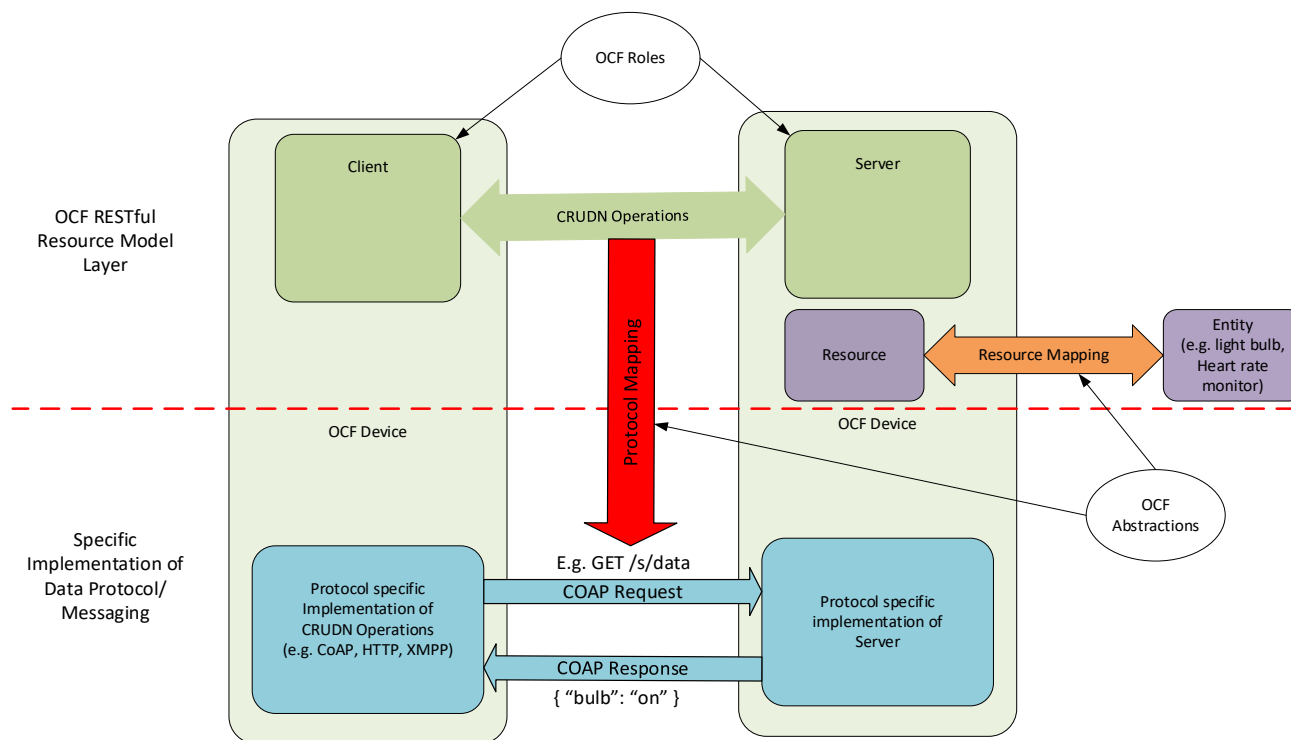 OCF Roles
Client
Server
OCF RESTful
Resource Model
Layer
CRUDN Operations
Protocol Mapping
Resource
Resource Mapping
Entity
(e.g. light bulb,
Heart rate
monitor)
OCF Device
OCF Device
OCF
Abstractions
Specific
Implementation of
Data Protocol/
Messaging
E.g. GET /s/data
COAP Request
Protocol specific
Implementation of
CRUDN Operations
(e.g. CoAP, HTTP, XMPP)
Protocol specific
implementation of
Server
COAP Response
{ “bulb”: “on” }